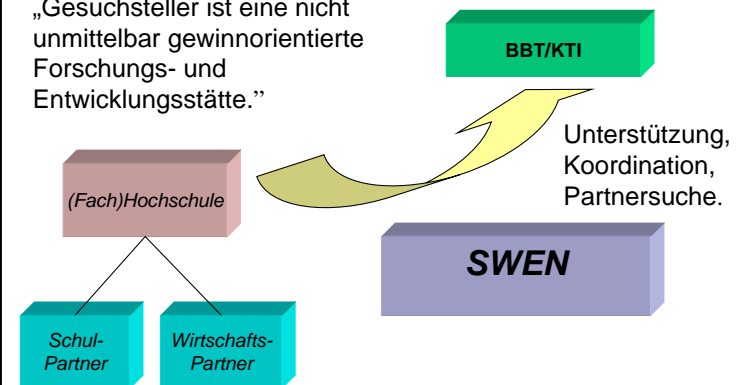 „Gesuchsteller ist eine nicht
unmittelbar gewinnorientierte
Forschungs- und
Entwicklungsstätte.”
BBT/KTI
Unterstützung,
Koordination,
Partnersuche.
(Fach)Hochschule
SWEN
Schul-
Partner
Wirtschafts-
Partner